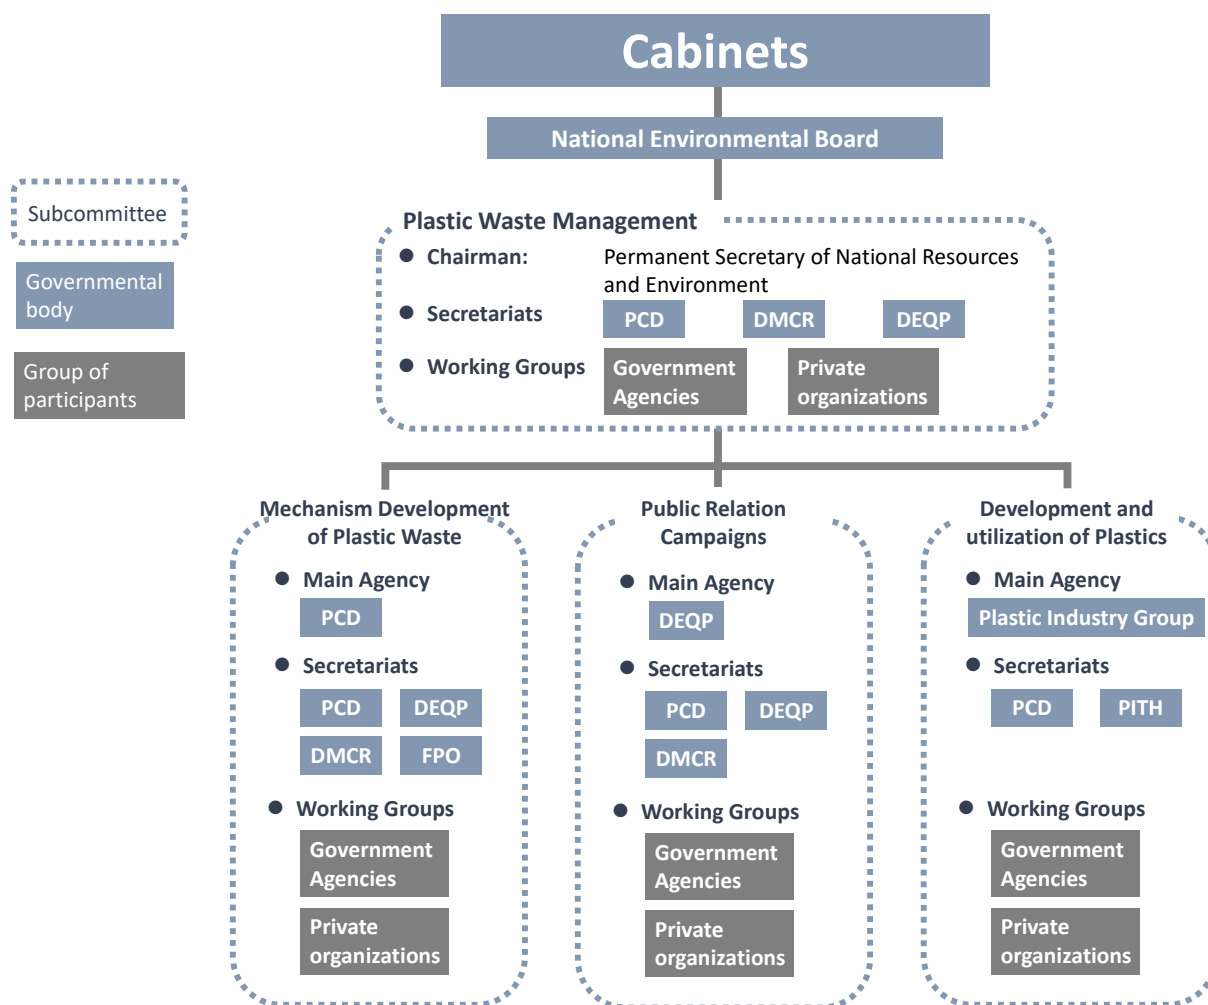 Cabinets
National Environmental Board
Subcommittee
Governmental
body
Group of
participants
Plastic Waste Management
Chairman:
Permanent Secretary of National Resources
and Environment
Secretariats
PCD
DMCR
DEQP
Working Groups
Government
Agencies
Private
organizations
Mechanism Development
of Plastic Waste
Main Agency
PCD
Secretariats
PCD
DEQP
DMCR
FPO
Working Groups
Government
Agencies
Private
organizations
Public Relation
Campaigns
Main Agency
DEQP
Secretariats
PCD
DEQP
DMCR
Working Groups
Government
Agencies
Private
organizations
Development and
utilization of Plastics
Main Agency
Plastic Industry Group
Secretariats
PCD
PITH
Working Groups
Government
Agencies
Private
organizations